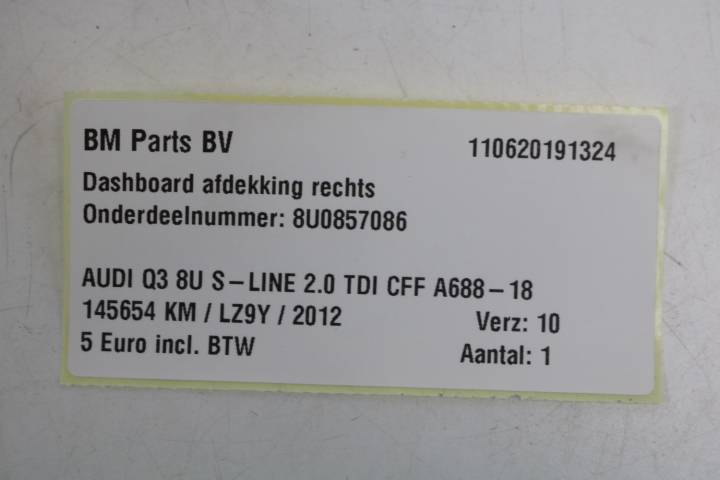 BM Parts BV 110620191324
Dashboard afdekking rechts
Onderdeelnummer: 8U0857086
AUDI Q3 8U S-LINE 2.0 TDI CFF A688-18
145654 KM / LZ9Y / 2012 Verz: 10
5 Euro incl. BTW Aantal: 1